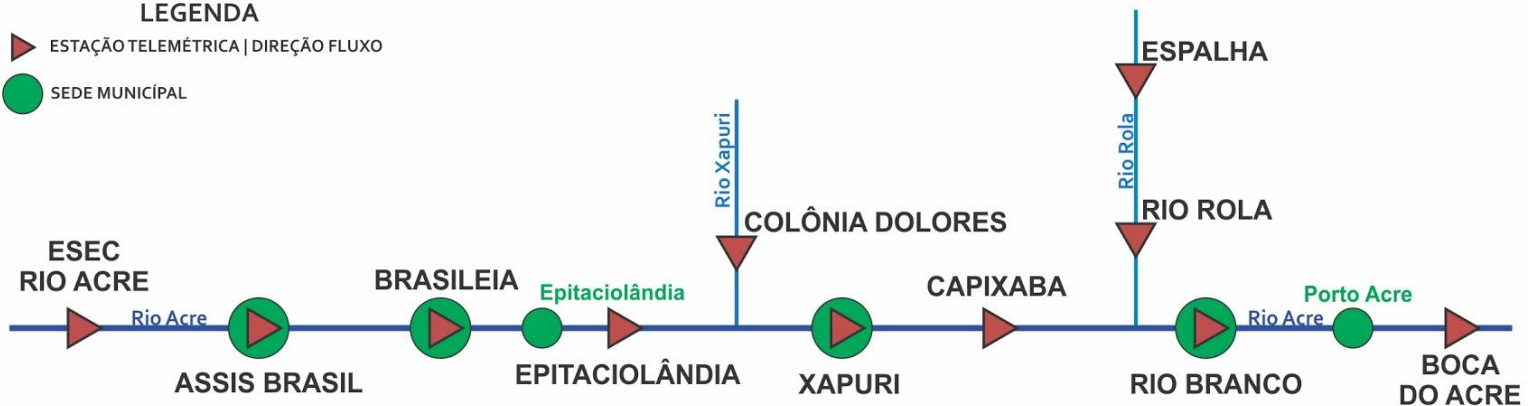 LEGENDA
ESTAÇÃO TELEMÉTRICA | DIREÇÃO FLUXO
SEDE MUNICÍPAL
ESPALHA
Rio Xapuri
Rio Rola
COLÔNIA DOLORES
RIO ROLA
ESEC
RIO ACRE
BRASILEIA
Epitaciolândia
CAPIXABA
Porto Acre
Rio Acre
Rio Acre
ASSIS BRASIL
EPITACIOLÂNDIA
XAPURI
RIO BRANCO
BOCA
DO ACRE